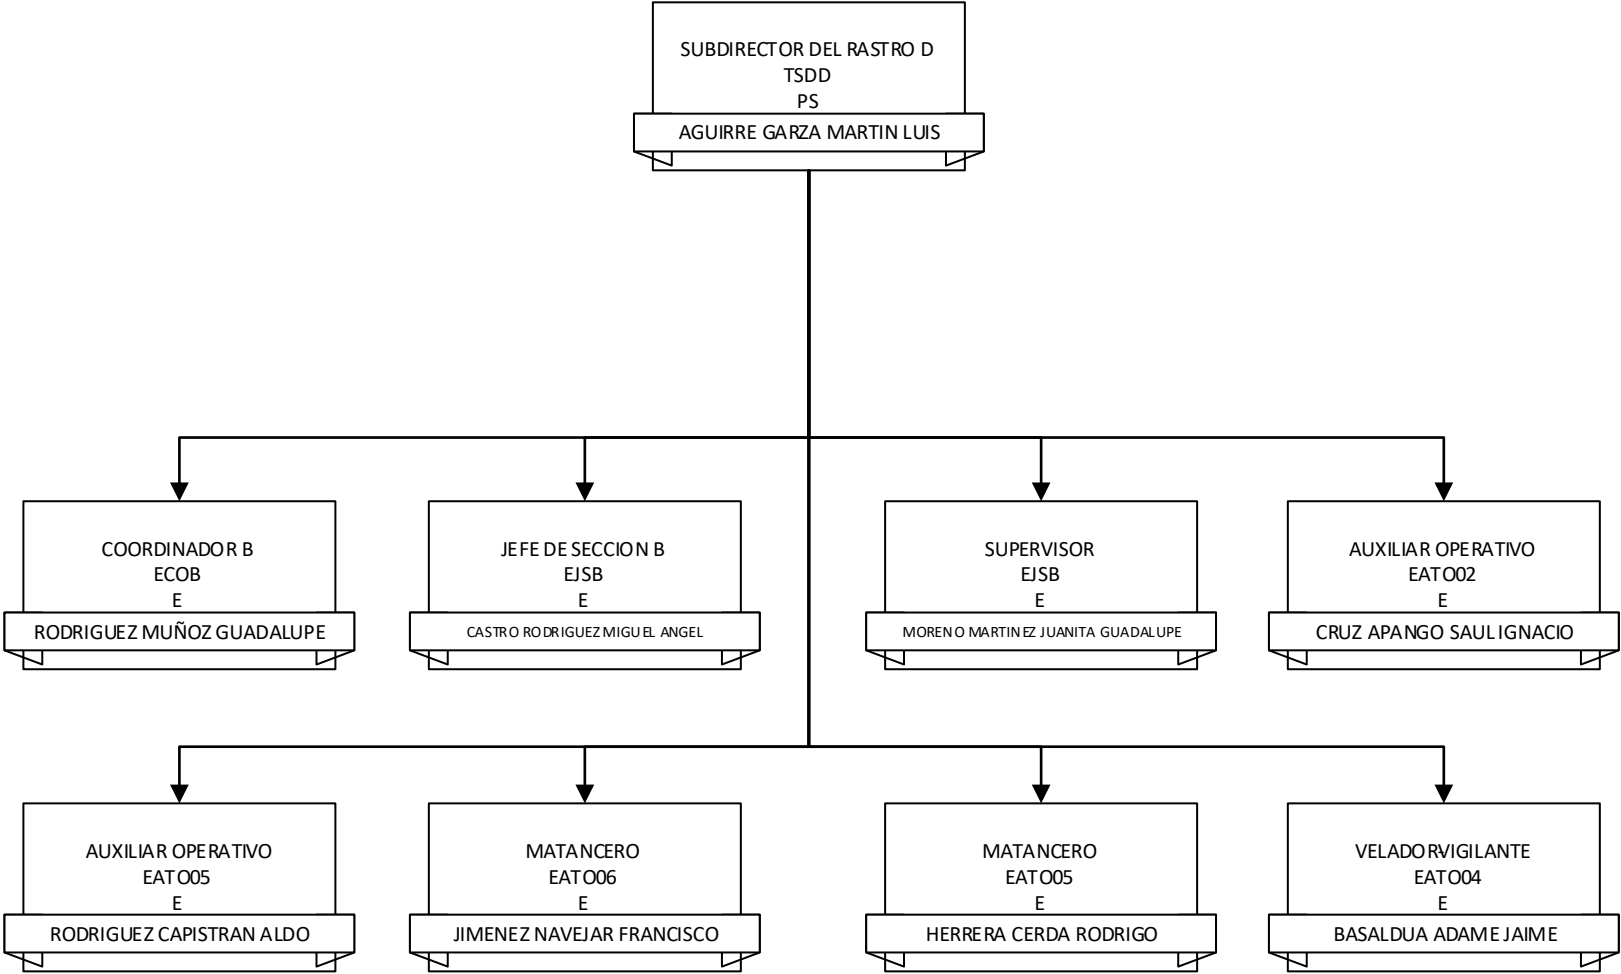 SUBDIRECTOR DEL RASTRO D
TSDD
PS
AGUIRRE GARZA MARTIN LUIS
COORDINADOR B
ECOB
E
RODRIGUEZ MUÑOZ GUADALUPE
JEFE DE SECCION B
EJSB
E
CASTRO RODRIGUEZ MIGUEL ANGEL
SUPERVISOR
EJSB
E
MORENO MARTINEZ JUANITA GUADALUPE
AUXILIAR OPERATIVO
EATO02
E
CRUZ APANGO SAUL IGNACIO
AUXILIAR OPERATIVO
EATO05
E
RODRIGUEZ CAPISTRAN ALDO
MATANCERO
EATO06
E
JIMENEZ NAVEJAR FRANCISCO
MATANCERO
EATO05
E
HERRERA CERDA RODRIGO
VELADOR-VIGILANTE
EATO04
E
BASALDUA ADAME JAIME